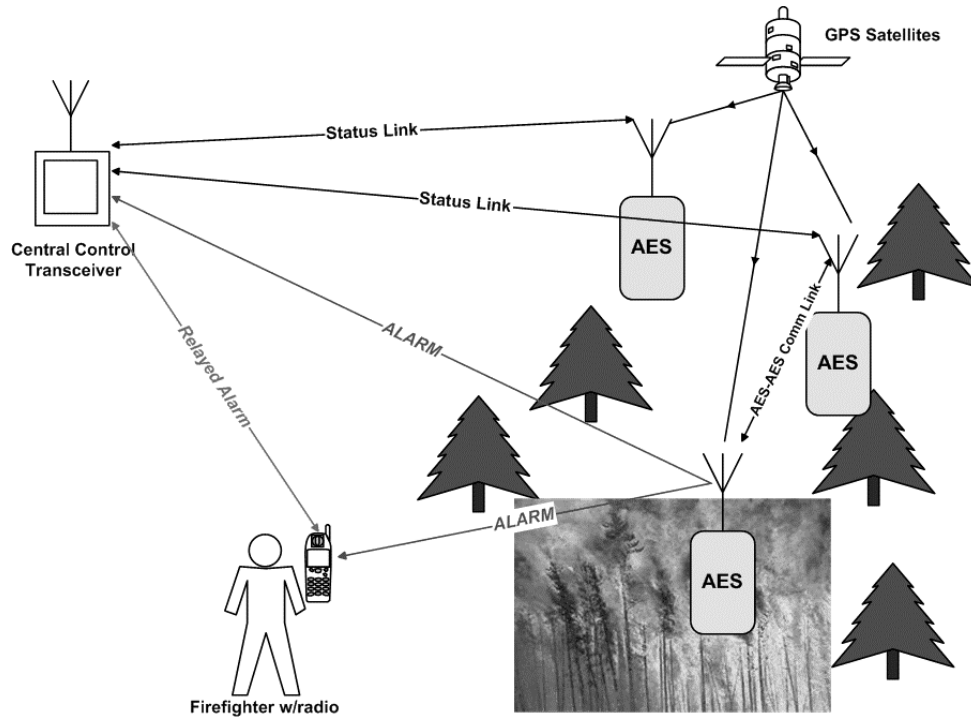 GPS Satellites
Status Link
Status Link
AES
Central Control
Transceiver
AES-AES Comm Link
ALARM
AES
Relayed Alarm
ALARM
AES
Firefighter w/radio